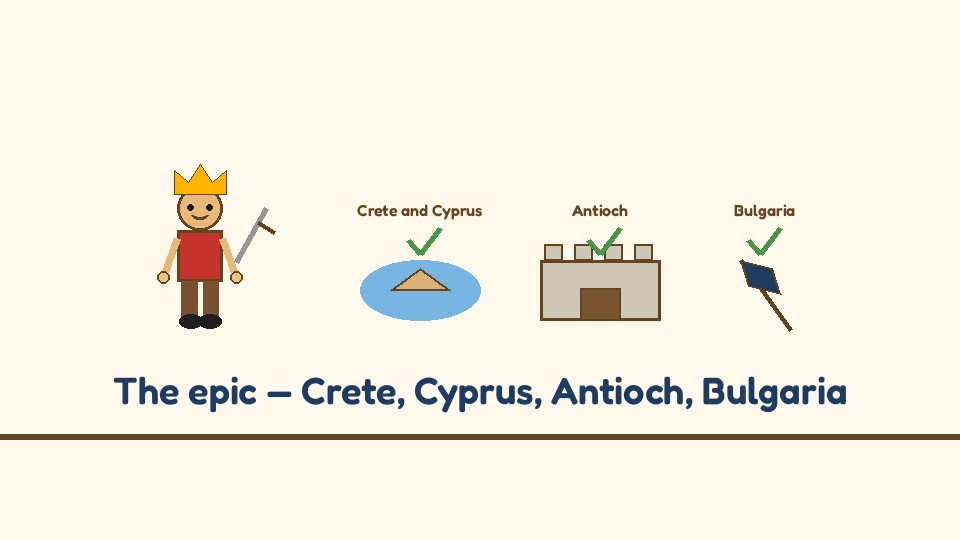 Crete and Cyprus
Antioch
Bulgaria
The epic — Crete, Cyprus, Antioch, Bulgaria